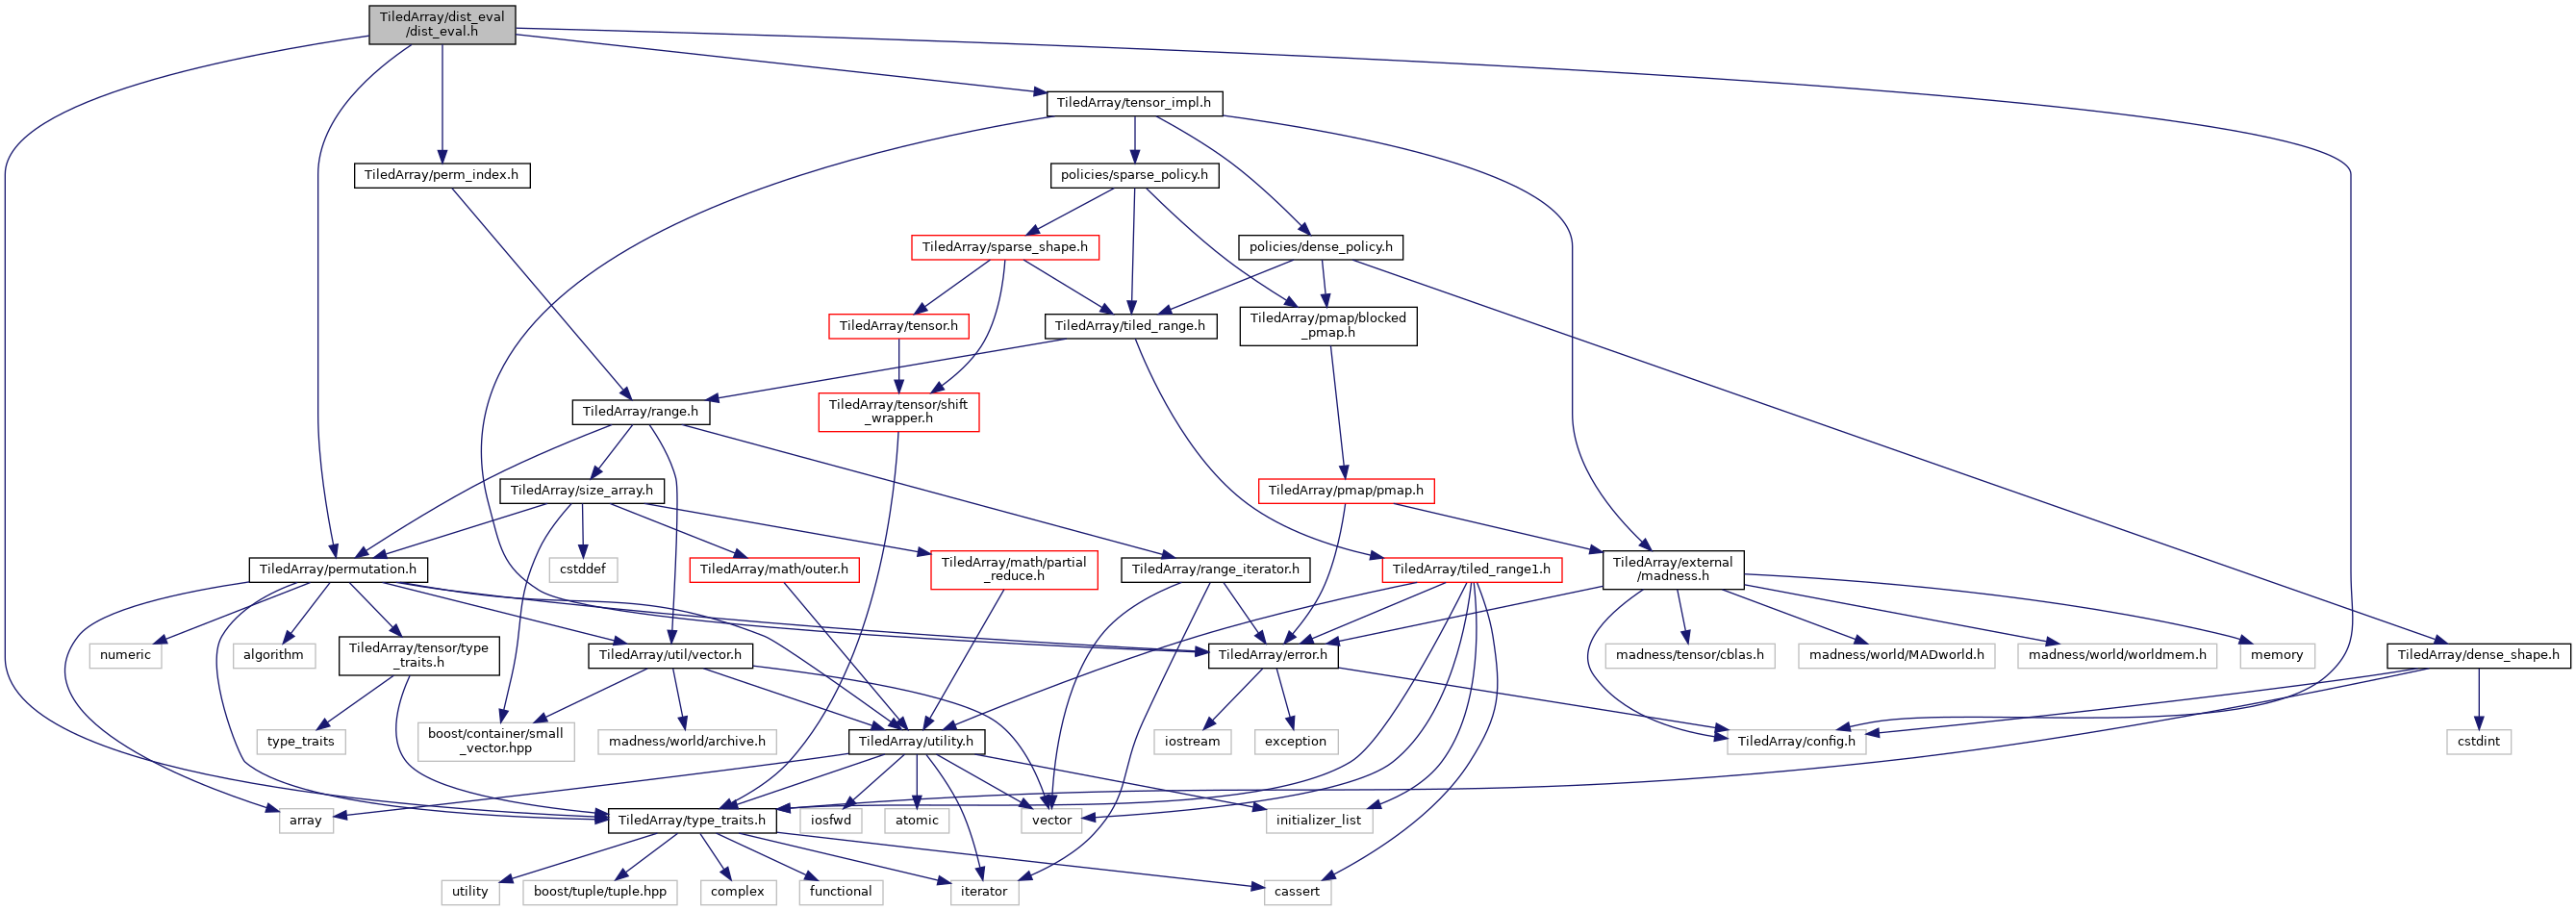 TiledArray/dist_eval
/dist_eval.h
TiledArray/tensor_impl.h
TiledArray/perm_index.h
policies/sparse_policy.h
TiledArray/sparse_shape.h
policies/dense_policy.h
TiledArray/tensor.h
TiledArray/tiled_range.h
TiledArray/pmap/blocked
_pmap.h
TiledArray/range.h
TiledArray/tensor/shift
_wrapper.h
TiledArray/size_array.h
TiledArray/pmap/pmap.h
TiledArray/permutation.h
cstddef
TiledArray/math/outer.h
TiledArray/math/partial
_reduce.h
TiledArray/range_iterator.h
TiledArray/tiled_range1.h
TiledArray/external
/madness.h
numeric
algorithm
TiledArray/tensor/type
_traits.h
TiledArray/util/vector.h
TiledArray/error.h
madness/tensor/cblas.h
madness/world/MADworld.h
madness/world/worldmem.h
memory
TiledArray/dense_shape.h
type_traits
boost/container/small
_vector.hpp
madness/world/archive.h
TiledArray/utility.h
iostream
exception
TiledArray/config.h
cstdint
array
TiledArray/type_traits.h
iosfwd
atomic
vector
initializer_list
utility
boost/tuple/tuple.hpp
complex
functional
iterator
cassert